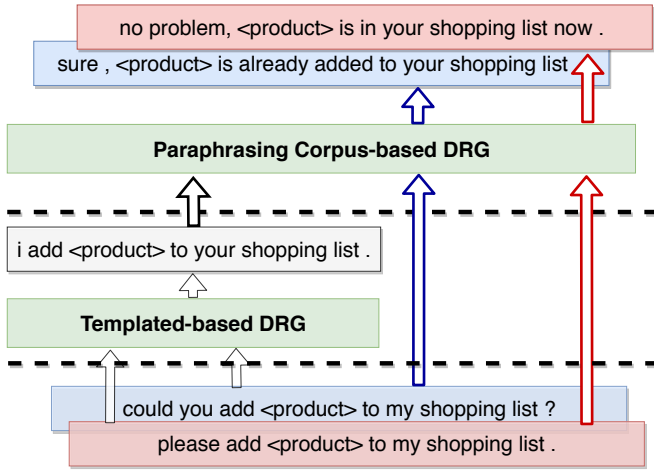 no problem, <product> is in your shopping list now .
sure , <product> is already added to your shopping list
Paraphrasing Corpus-based DRG
i add <product> to your shopping list .
Templated-based DRG
could you add <product> to my shopping list ?
please add <product> to my shopping list .